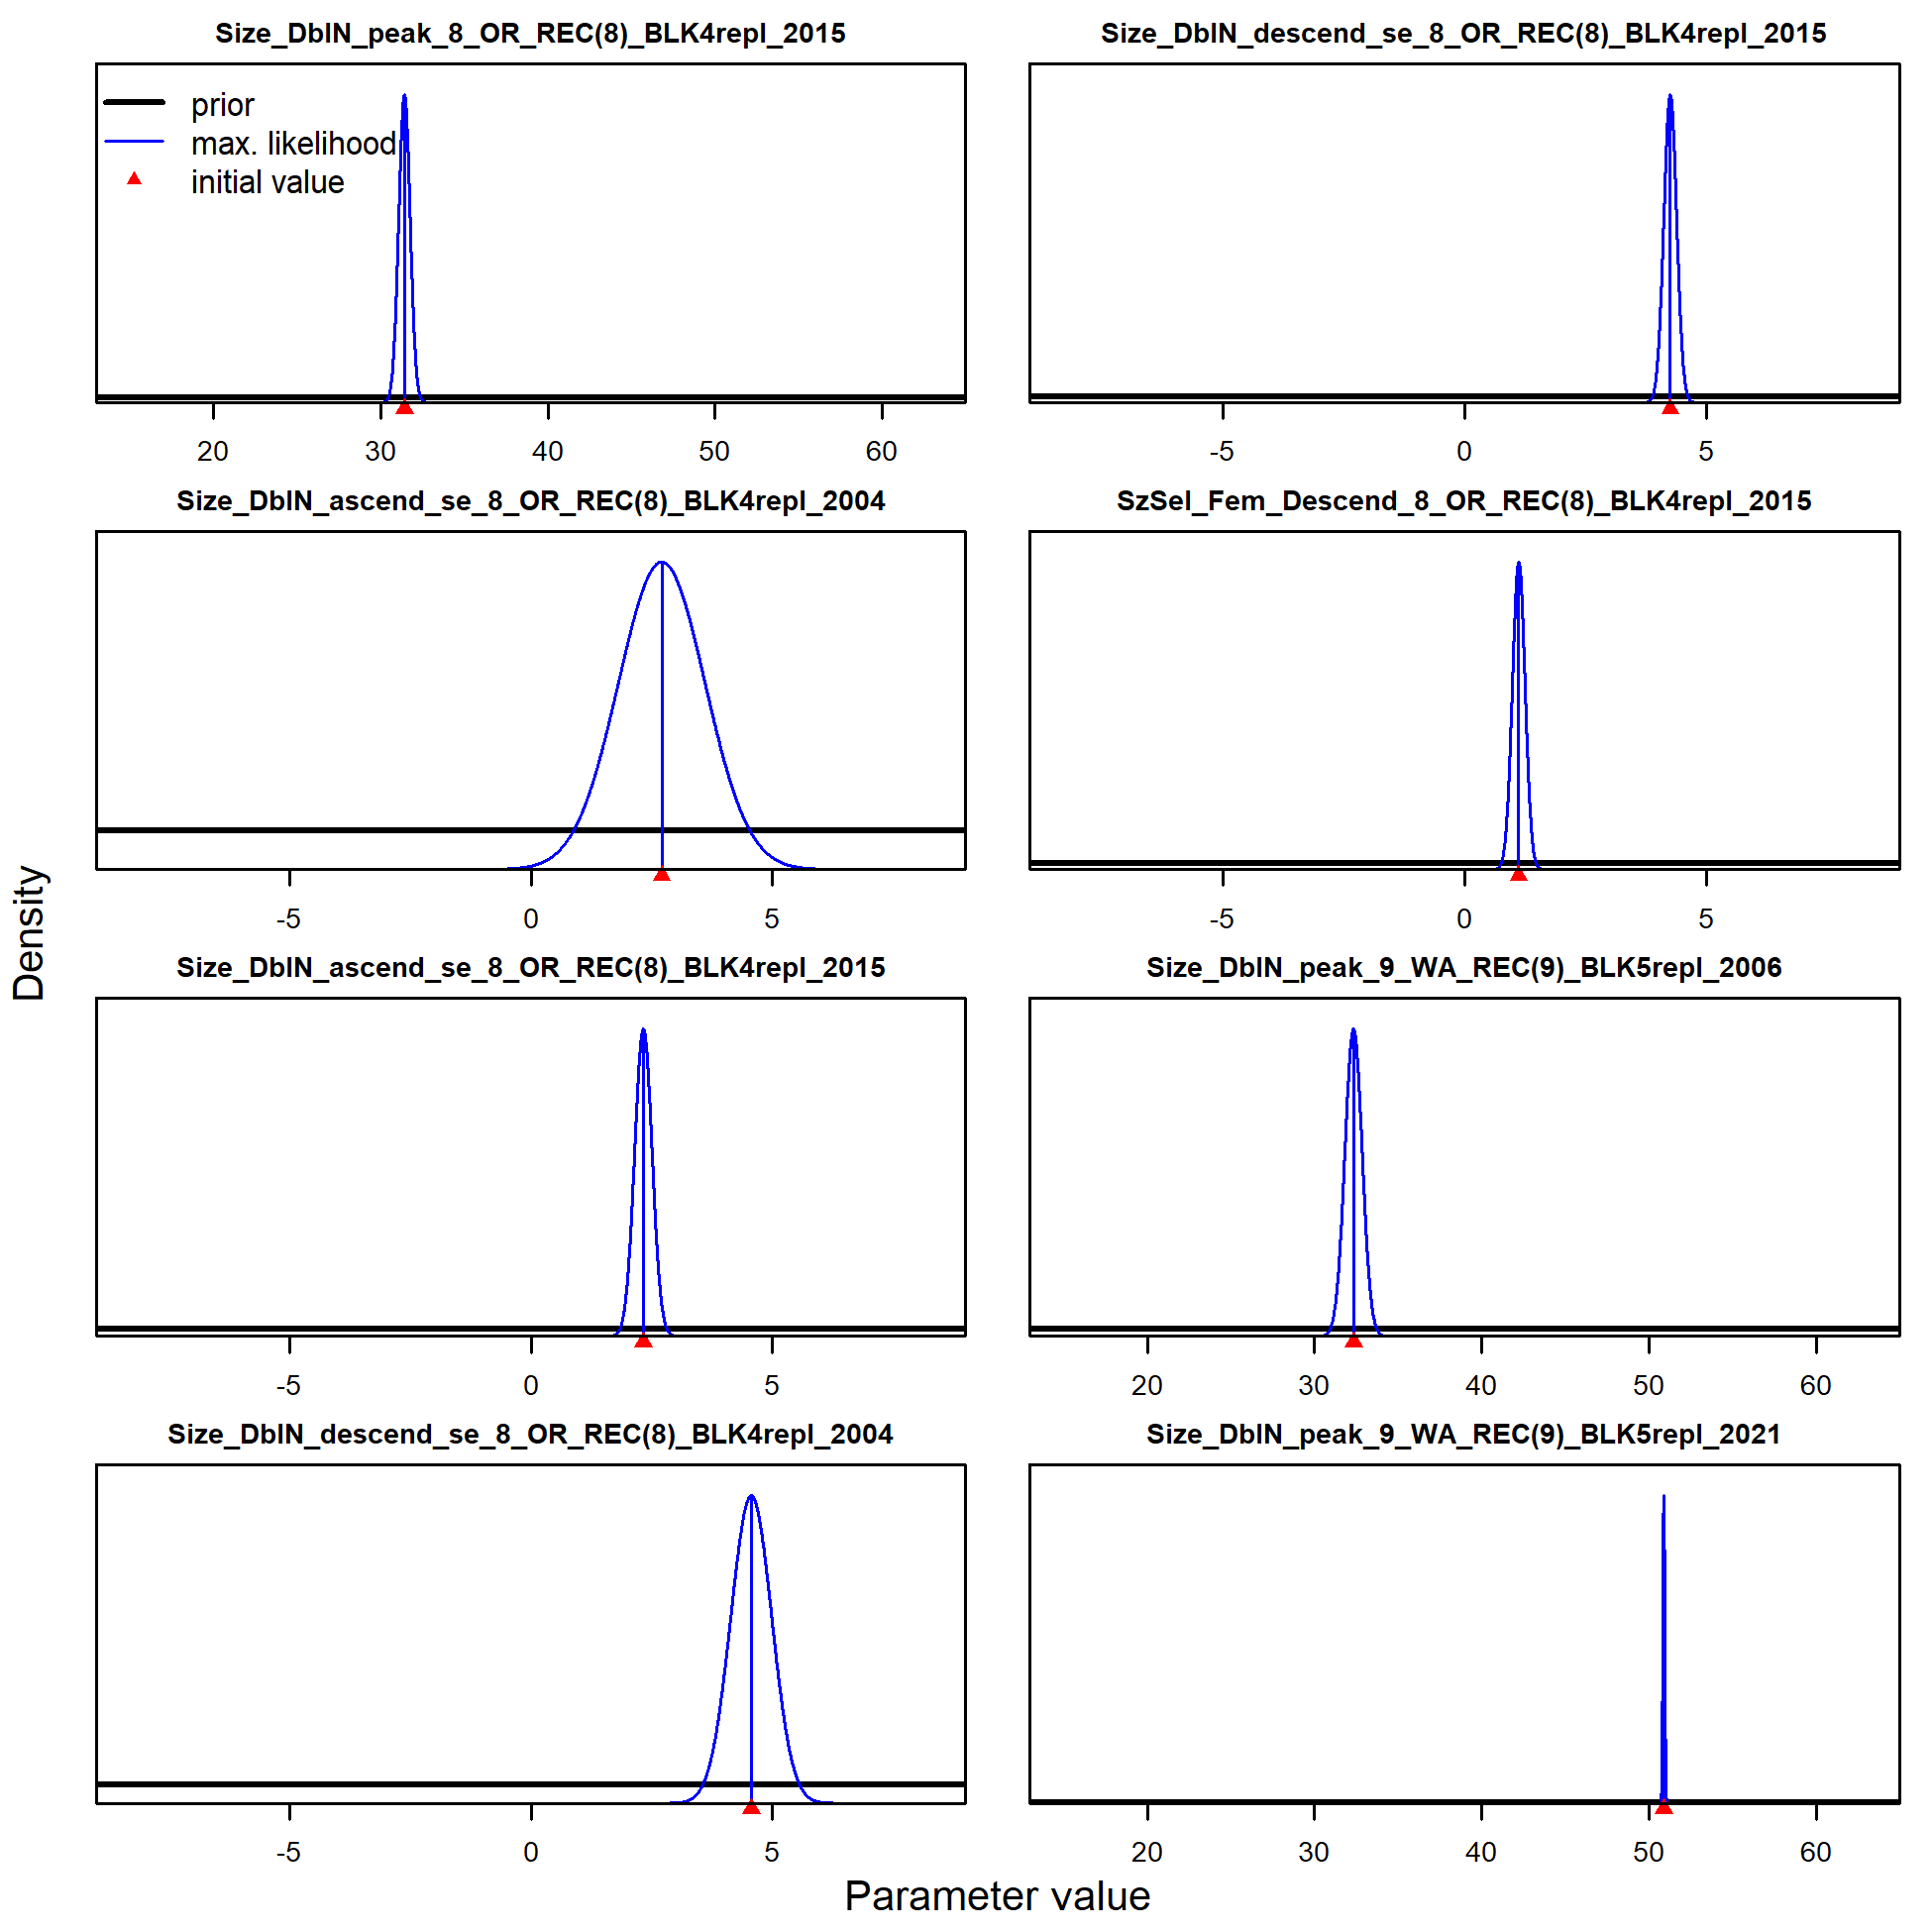 Size_DblN_peak_8_OR_REC(8)_BLK4repl_2015
prior
max. likelihood
initial value
20 30 40 50 60
Size_DblN_descend_se_8_OR_REC(8)_BLK4repl_2015
-5 0 5
Size_DblN_ascend_se_8_OR_REC(8)_BLK4repl_2004
-5 0 5
SzSel_Fem_Descend_8_OR_REC(8)_BLK4repl_2015
-5 0 5
Size_DblN_ascend_se_8_OR_REC(8)_BLK4repl_2015
-5 0 5
Size_DblN_peak_9_WA_REC(9)_BLK5repl_2006
20 30 40 50 60
Size_DblN_descend_se_8_OR_REC(8)_BLK4repl_2004
-5 0 5
Size_DblN_peak_9_WA_REC(9)_BLK5repl_2021
20 30 40 50 60
Density
Parameter value